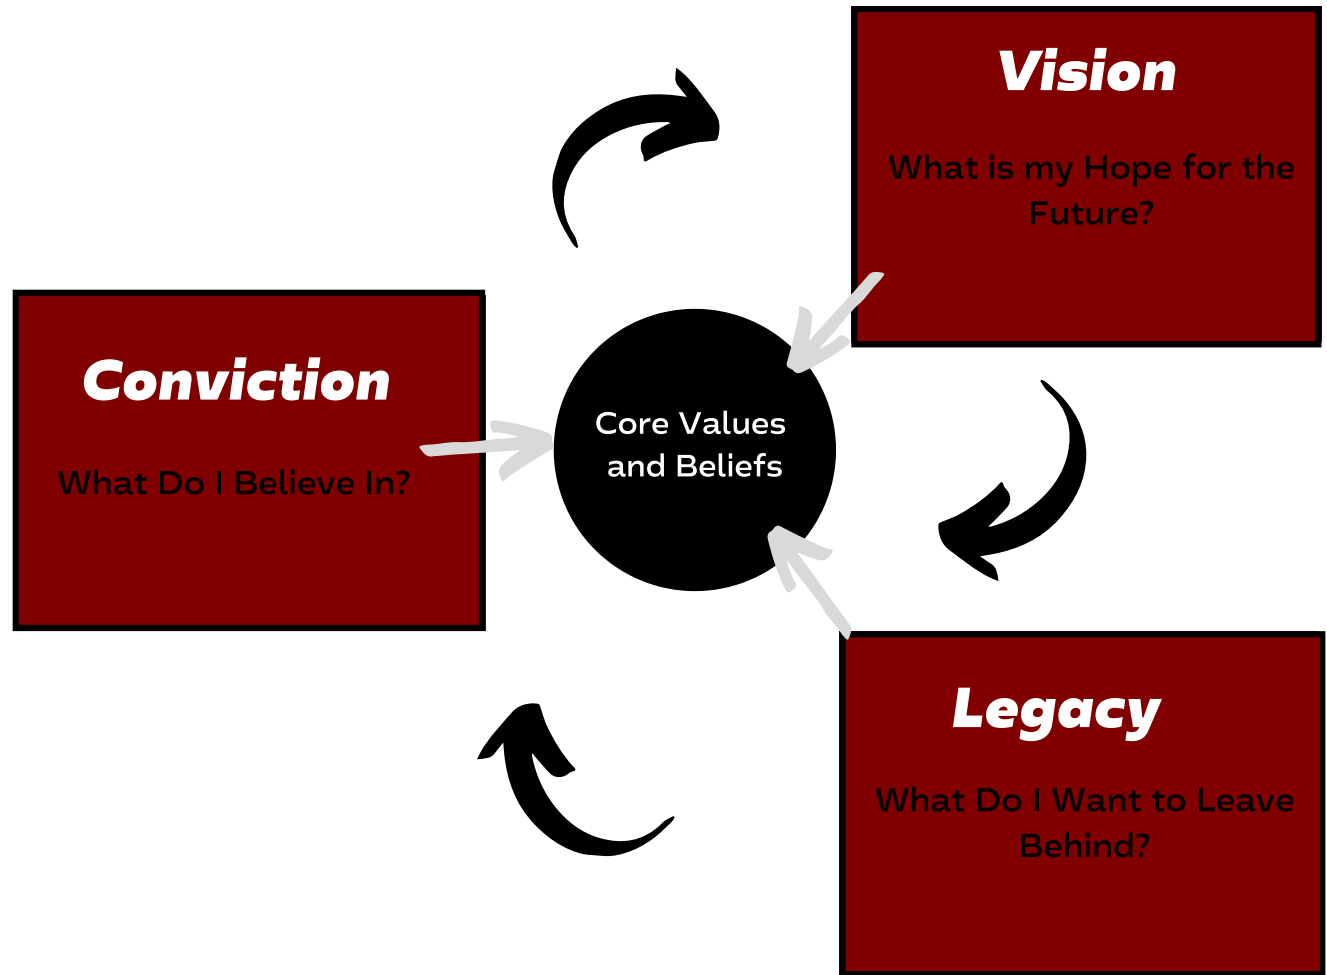 Vision
What is my Hope for the
Future?
Conviction
What Do I Believe In?
Core Values
and Beliefs
Legacy
What Do I Want to Leave
Behind?